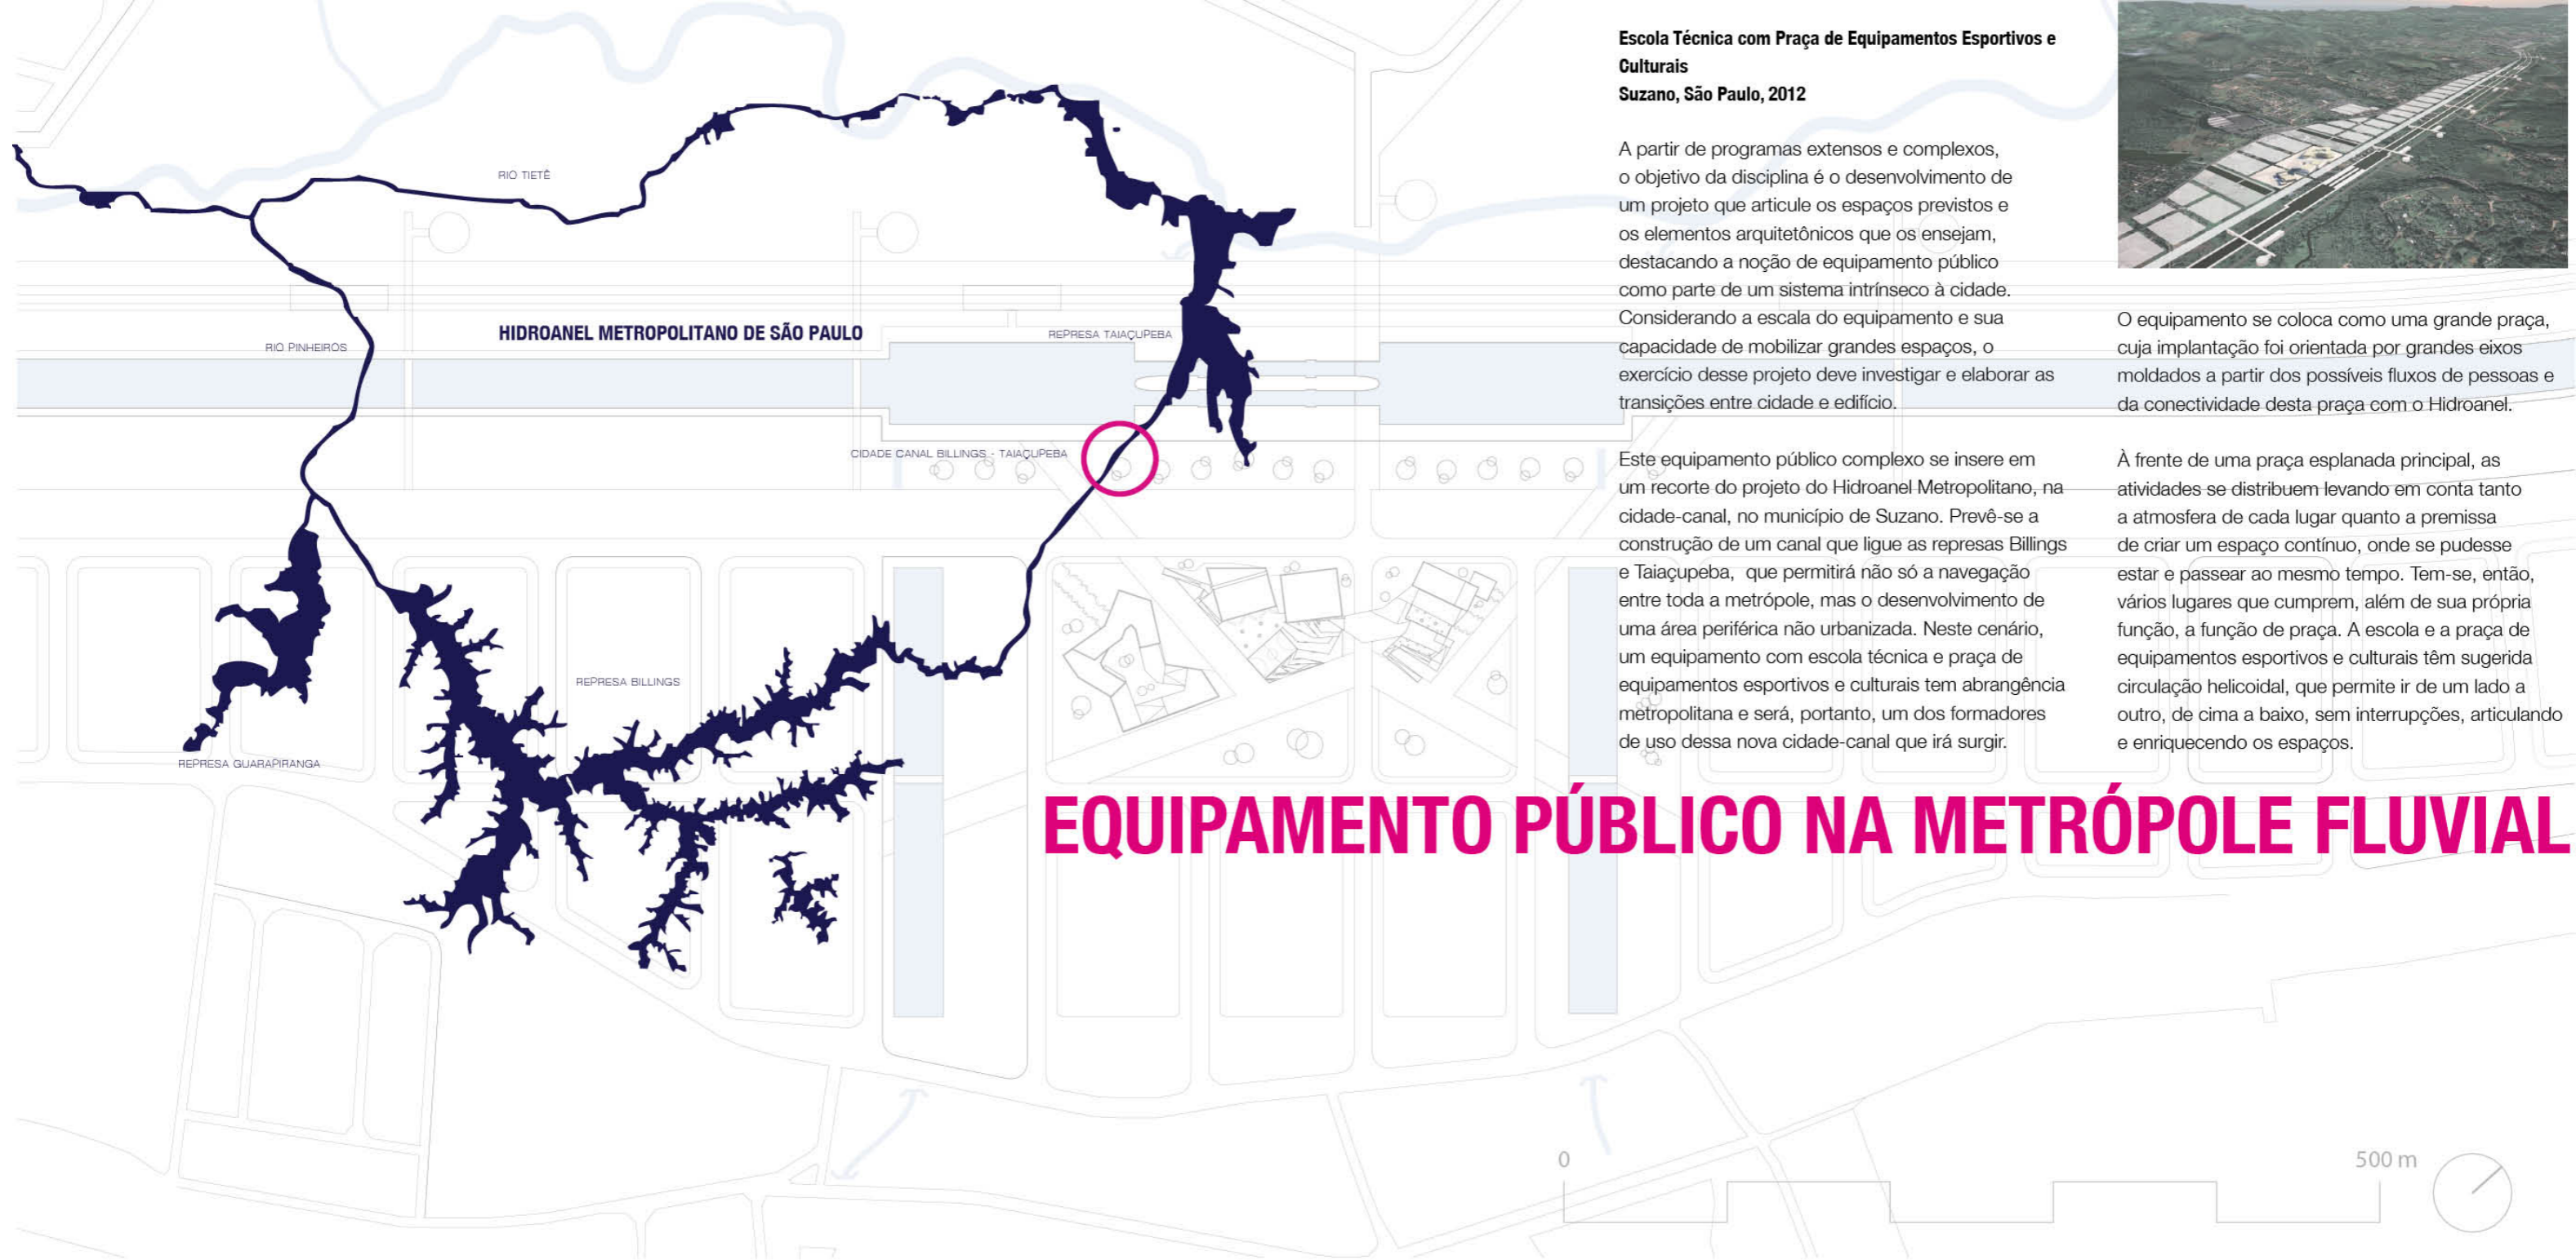 Escola Técnica com Praça de Equipamentos Esportivos e
Culturais
Suzano, São Paulo, 2012
A partir de programas extensos e complexos,
o objetivo da disciplina é o desenvolvimento de
um projeto que articule os espaços previstos e
os elementos arquitetônicos que os ensejam,
destacando a noção de equipamento público
como parte de um sistema intrínseco à cidade.
Considerando a escala do equipamento e sua
capacidade de mobilizar grandes espaços, o
exercício desse projeto deve investigar e elaborar as
transições entre cidade e edifício.
Este equipamento público complexo se insere em
um recorte do projeto do Hidroanel Metropolitano, na
cidade-canal, no município de Suzano. Prevê-se a
construção de um canal que ligue as represas Billings
e Taiaçupeba, que permitirá não só a navegação
entre toda a metrópole, mas o desenvolvimento de
uma área periférica não urbanizada. Neste cenário,
um equipamento com escola técnica e praça de
equipamentos esportivos e culturais tem abrangência
metropolitana e será, portanto, um dos formadores
de uso dessa nova cidade-canal que irá surgir.
O equipamento se coloca como uma grande praça,
cuja implantação foi orientada por grandes eixos
moldados a partir dos possíveis fluxos de pessoas e
da conectividade desta praça com o Hidroanel.
À frente de uma praça esplanada principal, as
atividades se distribuem levando em conta tanto
a atmosfera de cada lugar quanto a premissa
de criar um espaço contínuo, onde se pudesse
estar e passear ao mesmo tempo. Tem-se, então,
vários lugares que cumprem, além de sua própria
função, a função de praça. A escola e a praça de
equipamentos esportivos e culturais têm sugerida
circulação helicoidal, que permite ir de um lado a
outro, de cima a baixo, sem interrupções, articulando
e enriquecendo os espaços.
RIO TIETÊ
HIDROANEL METROPOLITANO DE SÃO PAULO
REPRESA TAIAÇUPEBA
RIO PINHEIROS
CIDADE CANAL BILLINGS - TAIAÇUPEBA
REPRESA BILLINGS
REPRESA GUARAPIRANGA
EQUIPAMENTO PÚBLICO NA METRÓPOLE FLUVIAL
0
500 m